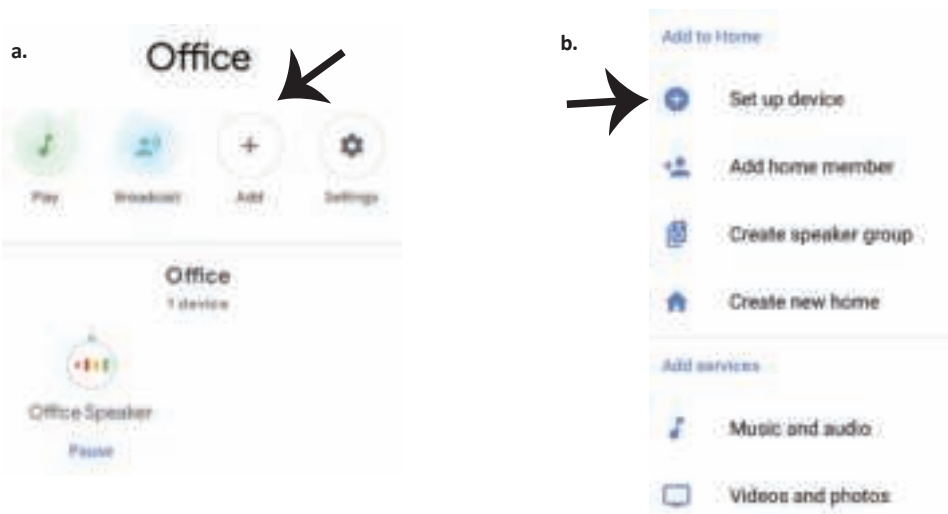 a.
Office
Play
Broadcast
Add
Settings
Office
1 device
Office Speaker
Pause
b.
Add to Home
Set up device
Add home member
Create speaker group
Create new home
Add services
Music and audio
Videos and photos